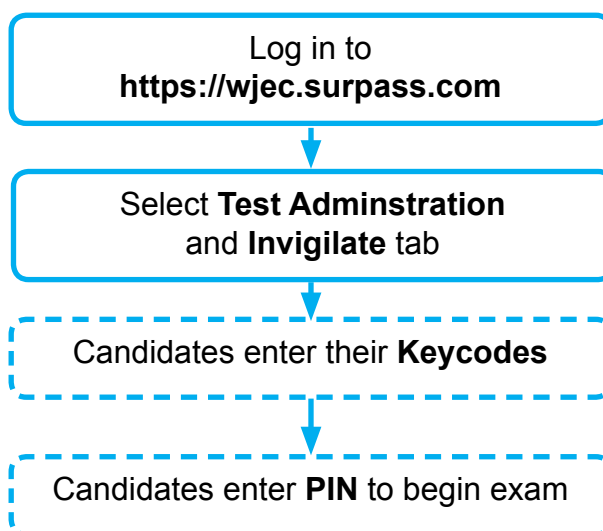 Log in to
https://wjec.surpass.com
Select Test Adminstration
and Invigilate tab
Candidates enter their Keycodes
Candidates enter PIN to begin exam